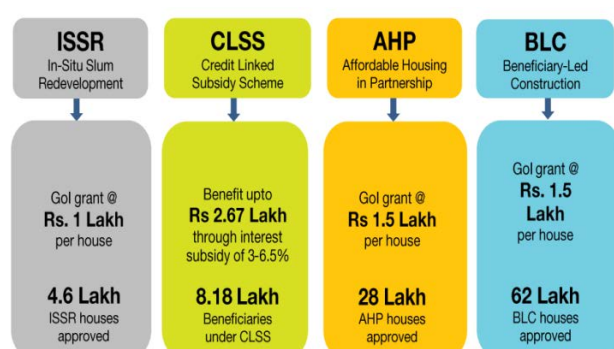 ISSR
In-Situ Slum
Redevelopment
GoI grant @
Rs. 1 Lakh
per house
4.6 Lakh
ISSR houses
approved
CLSS
Credit Linked
Subsidy Scheme
Benefit upto
Rs 2.67 Lakh
through interest
subsidy of 3-6.5%
8.18 Lakh
Beneficiaries
under CLSS
AHP
Affordable Housing
in Partnership
GoI grant @
Rs 1.5 Lakh
per house
28 Lakh
AHP houses
approved
BLC
Beneficiary-Led
Construction
GoI grant @
Rs. 1.5
Lakh
per house
62 Lakh
BLC houses
approved